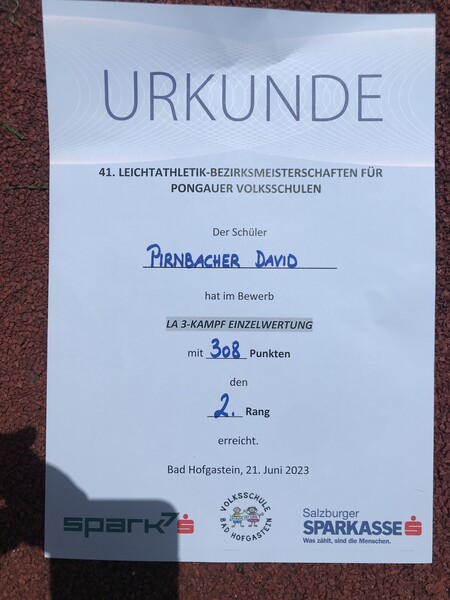 URKUNDE
41. LEICHTATHLETIK-BEZIRKSMEISTERSCHAFTEN FÜR
PONGAUER VOLKSSCHULEN
Der Schüler
PIRNBACHER DAVID
hat im Bewerb
LA 3-KAMPF EINZELWERTUNG
mit 308 Punkten
den
2. Rang
erreicht.
Bad Hofgastein, 21. Juni 2023
spark7 S
VOLKSSCHULE
BAD HOFGASTEIN
Salzburger
SPARKASSE S
Was zählt, sind die Menschen.